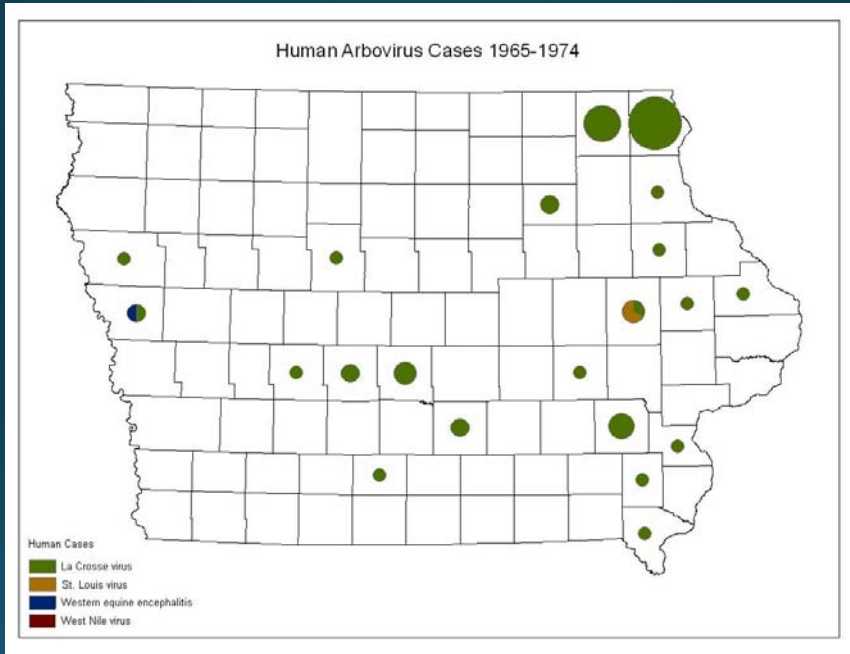 Human Arbovirus Cases 1965-1974
Human Cases
La Crosse virus
St. Louis virus
Western equine encephalitis
West Nile virus